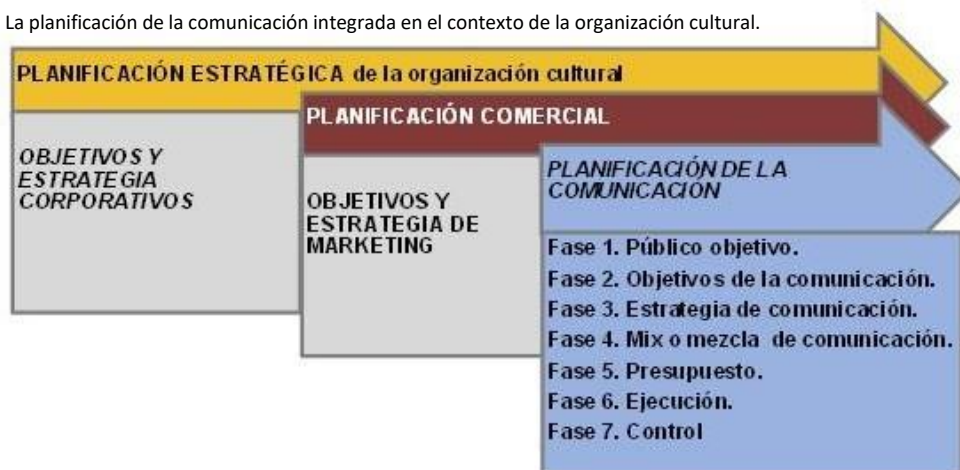 La planificación de la comunicación integrada en el contexto de la organización cultural.
PLANIFICACIÓN ESTRATÉGICA de la organización cultural
OBJETIVOS Y
ESTRATEGIA
CORPORATIVOS
PLANIFICACIÓN COMERCIAL
OBJETIVOS Y
ESTRATEGIA DE
MARKETING
PLANIFICACIÓN DE LA
COMUNICACIÓN
Fase 1. Público objetivo.
Fase 2. Objetivos de la comunicación.
Fase 3. Estrategia de comunicación.
Fase 4. Mix o mezcla de comunicación.
Fase 5. Presupuesto.
Fase 6. Ejecución.
Fase 7. Control